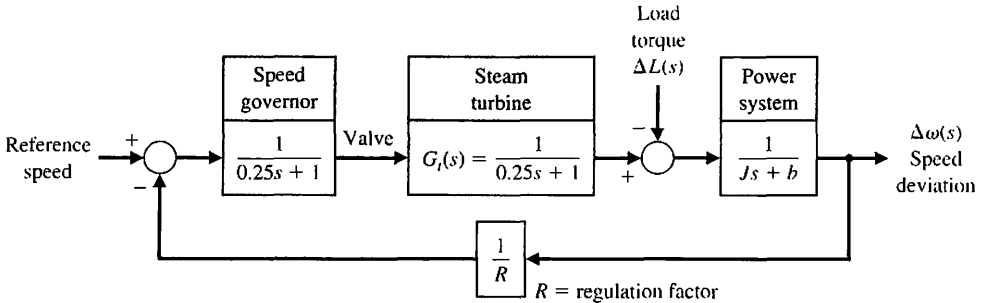 Load
torque
ΔL(s)
Speed
governor
Steam
turbine
Power
system
Reference
speed
+
−
1
0.25s + 1
Valve
G_t(s) = 1
0.25s + 1
−
+
1
Js + b
Δω(s)
Speed
deviation
1
R
R = regulation factor